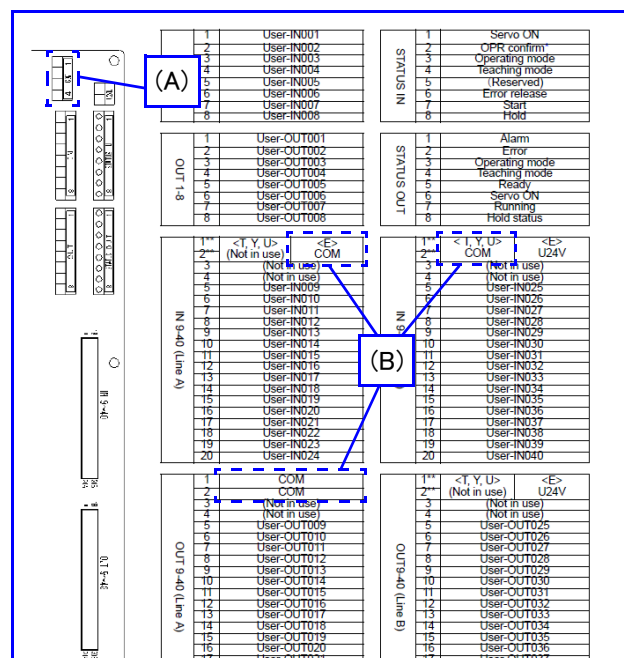 (A)
1 User-IN001
2 User-IN002
3 User-IN003
4 User-IN004
5 User-IN005
6 User-IN006
7 User-IN007
8 User-IN008
STATUS IN
1 Servo ON
2 OPR confirm*
3 Operating mode
4 Teaching mode
5 (Reserved)
6 Error release
7 Start
8 Hold
OUT 1-8
1 User-OUT001
2 User-OUT002
3 User-OUT003
4 User-OUT004
5 User-OUT005
6 User-OUT006
7 User-OUT007
8 User-OUT008
STATUS OUT
1 Alarm
2 Error
3 Operating mode
4 Teaching mode
5 Ready
6 Servo ON
7 Running
8 Hold status
IN 9-40 (Line A)
1** <T, Y, U> <E>
2** (Not in use) COM
3 (Not in use)
4 (Not in use)
5 User-IN009
6 User-IN010
7 User-IN011
8 User-IN012
9 User-IN013
10 User-IN014
11 User-IN015
12 User-IN016
13 User-IN017
14 User-IN018
15 User-IN019
16 User-IN020
17 User-IN021
18 User-IN022
19 User-IN023
20 User-IN024
(B)
1** <T, Y, U> <E>
2** COM U24V
3 (Not in use)
4 (Not in use)
5 User-IN025
6 User-IN026
7 User-IN027
8 User-IN028
9 User-IN029
10 User-IN030
11 User-IN031
12 User-IN032
13 User-IN033
14 User-IN034
15 User-IN035
16 User-IN036
17 User-IN037
18 User-IN038
19 User-IN039
20 User-IN040
OUT 9-40 (Line A)
1 COM
2 COM
3 (Not in use)
4 (Not in use)
5 User-OUT009
6 User-OUT010
7 User-OUT011
8 User-OUT012
9 User-OUT013
10 User-OUT014
11 User-OUT015
12 User-OUT016
13 User-OUT017
14 User-OUT018
15 User-OUT019
16 User-OUT020
OUT9-40 (Line B)
1** <T, Y, U> <E>
2** (Not in use) U24V
3 (Not in use)
4 (Not in use)
5 User-OUT025
6 User-OUT026
7 User-OUT027
8 User-OUT028
9 User-OUT029
10 User-OUT030
11 User-OUT031
12 User-OUT032
13 User-OUT033
14 User-OUT034
15 User-OUT035
16 User-OUT036
IN 9~40
OUT 9~40